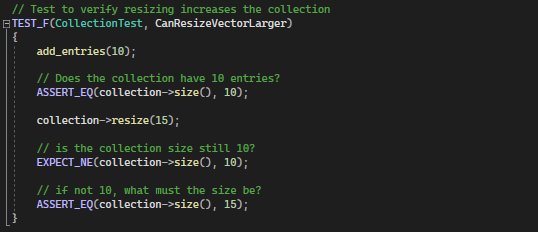 // Test to verify resizing increases the collection
TEST_F(CollectionTest, CanResizeVectorLarger)
{
    add_entries(10);
    // Does the collection have 10 entries?
    ASSERT_EQ(collection->size(), 10);
    collection->resize(15);
    // is the collection size still 10?
    EXPECT_NE(collection->size(), 10);
    // if not 10, what must the size be?
    ASSERT_EQ(collection->size(), 15);
}